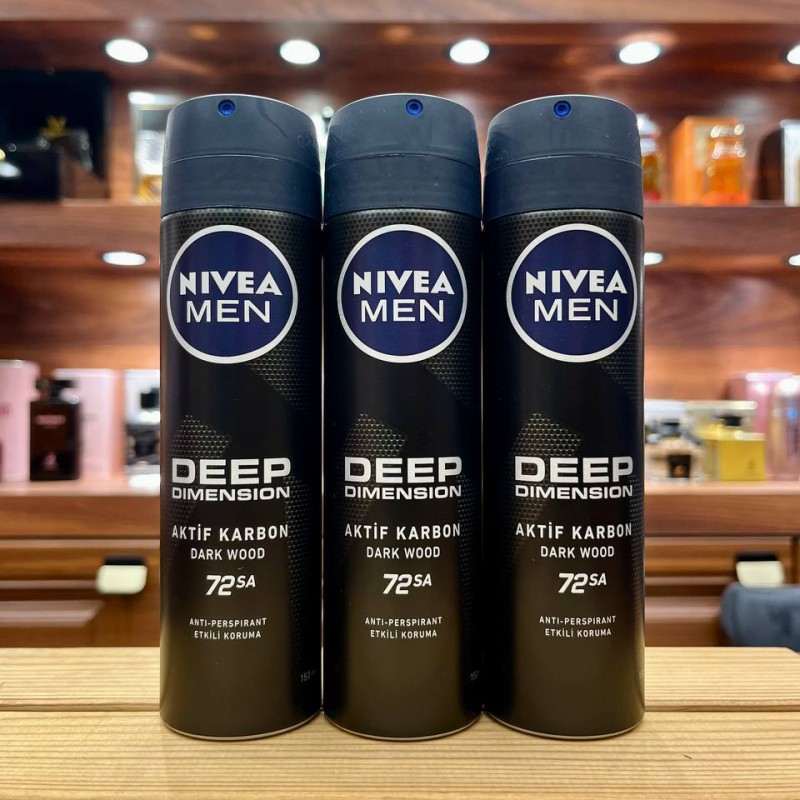 NIVEA
MEN
DEEP
DIMENSION
AKTİF KARBON
DARK WOOD
72SA
ANTI-PERSPIRANT
ETKİLİ KORUMA
NIVEA
MEN
DEEP
DIMENSION
AKTİF KARBON
DARK WOOD
72SA
ANTI-PERSPIRANT
ETKİLİ KORUMA
NIVEA
MEN
DEEP
DIMENSION
AKTİF KARBON
DARK WOOD
72SA
ANTI-PERSPIRANT
ETKİLİ KORUMA